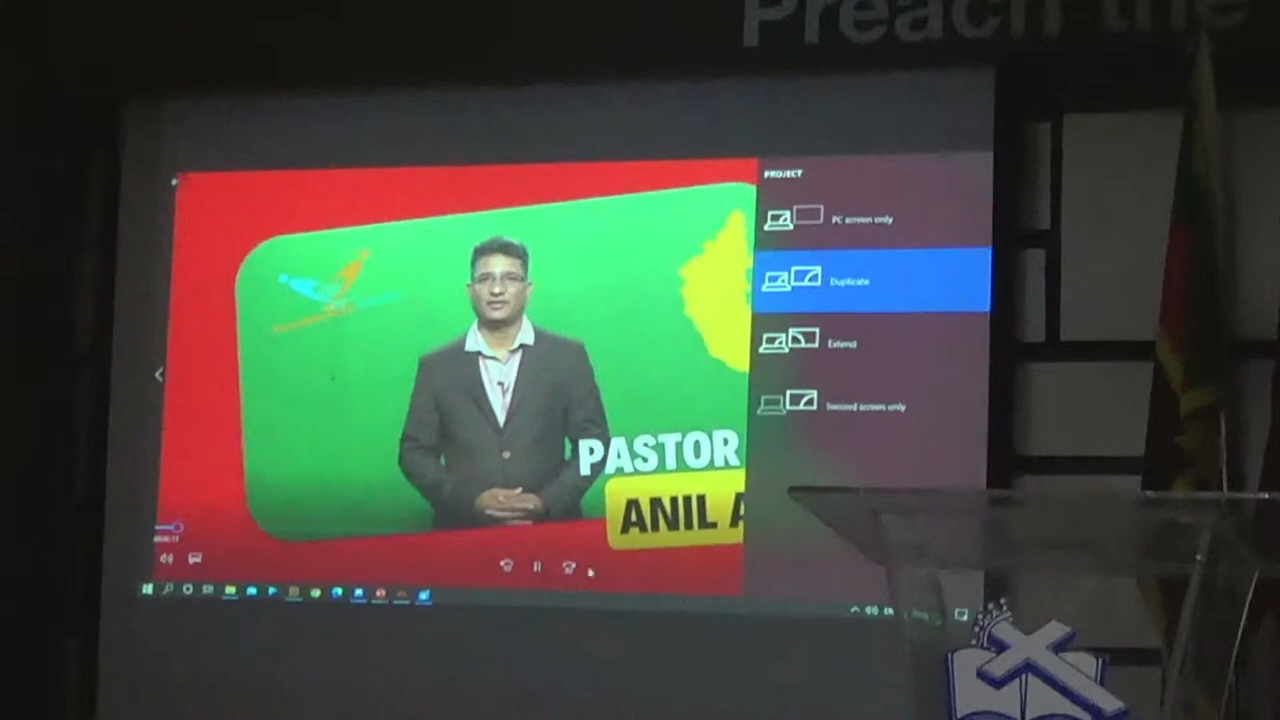 Preach the
PROJECT
PC screen only
Duplicate
Extend
Second screen only
PASTOR
ANIL A